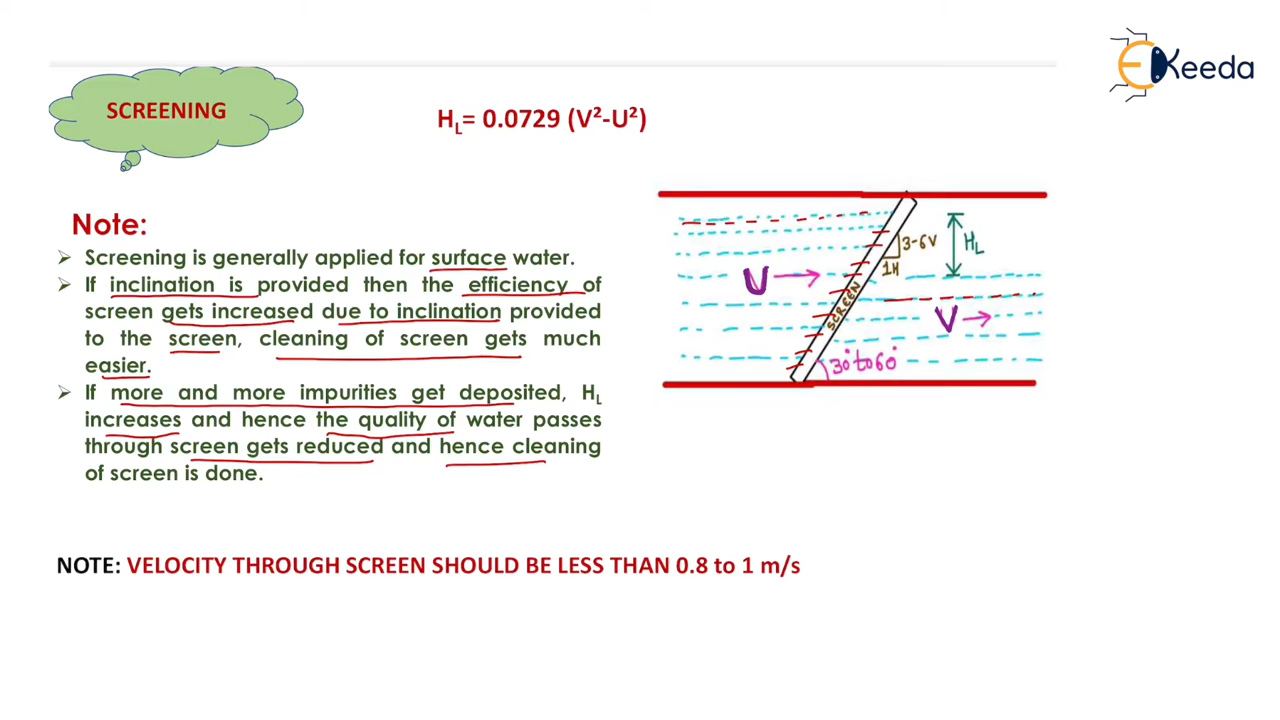 EKeeda
SCREENING
H_L= 0.0729 (V²-U²)
Note:
➢ Screening is generally applied for surface water.
➢ If inclination is provided then the efficiency of
screen gets increased due to inclination provided
to the screen, cleaning of screen gets much
easier.
➢ If more and more impurities get deposited, H_L
increases and hence the quality of water passes
through screen gets reduced and hence cleaning
of screen is done.
3-6V
1H
H_L
U
SCREEN
V
30° to 60°
NOTE: VELOCITY THROUGH SCREEN SHOULD BE LESS THAN 0.8 to 1 m/s